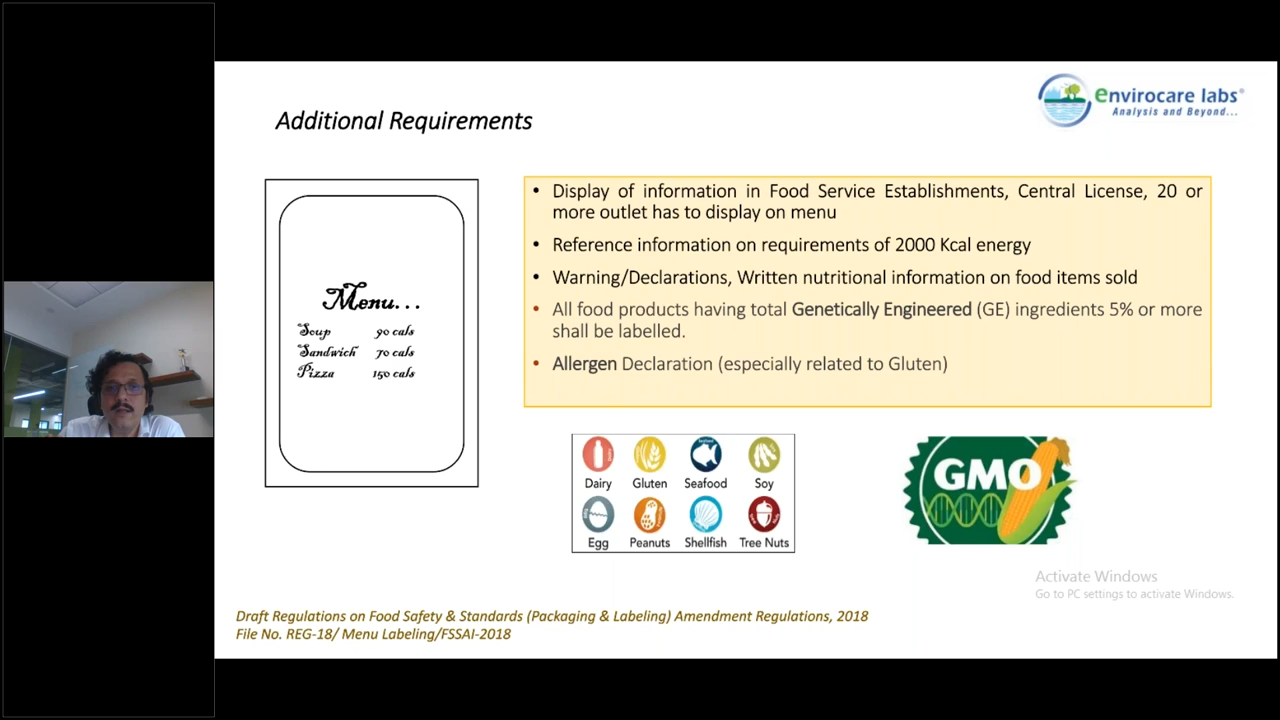 Additional Requirements
envirocare labs®
Analysis and Beyond...
Menu...
Soup 90 cals
Sandwich 70 cals
Pizza 150 cals
• Display of information in Food Service Establishments, Central License, 20 or
more outlet has to display on menu
• Reference information on requirements of 2000 Kcal energy
• Warning/Declarations, Written nutritional information on food items sold
• All food products having total Genetically Engineered (GE) ingredients 5% or more
shall be labelled.
• Allergen Declaration (especially related to Gluten)
Dairy Gluten Seafood Soy
Egg Peanuts Shellfish Tree Nuts
GMO
Activate Windows
Go to PC settings to activate Windows.
Draft Regulations on Food Safety & Standards (Packaging & Labeling) Amendment Regulations, 2018
File No. REG-18/ Menu Labeling/FSSAI-2018